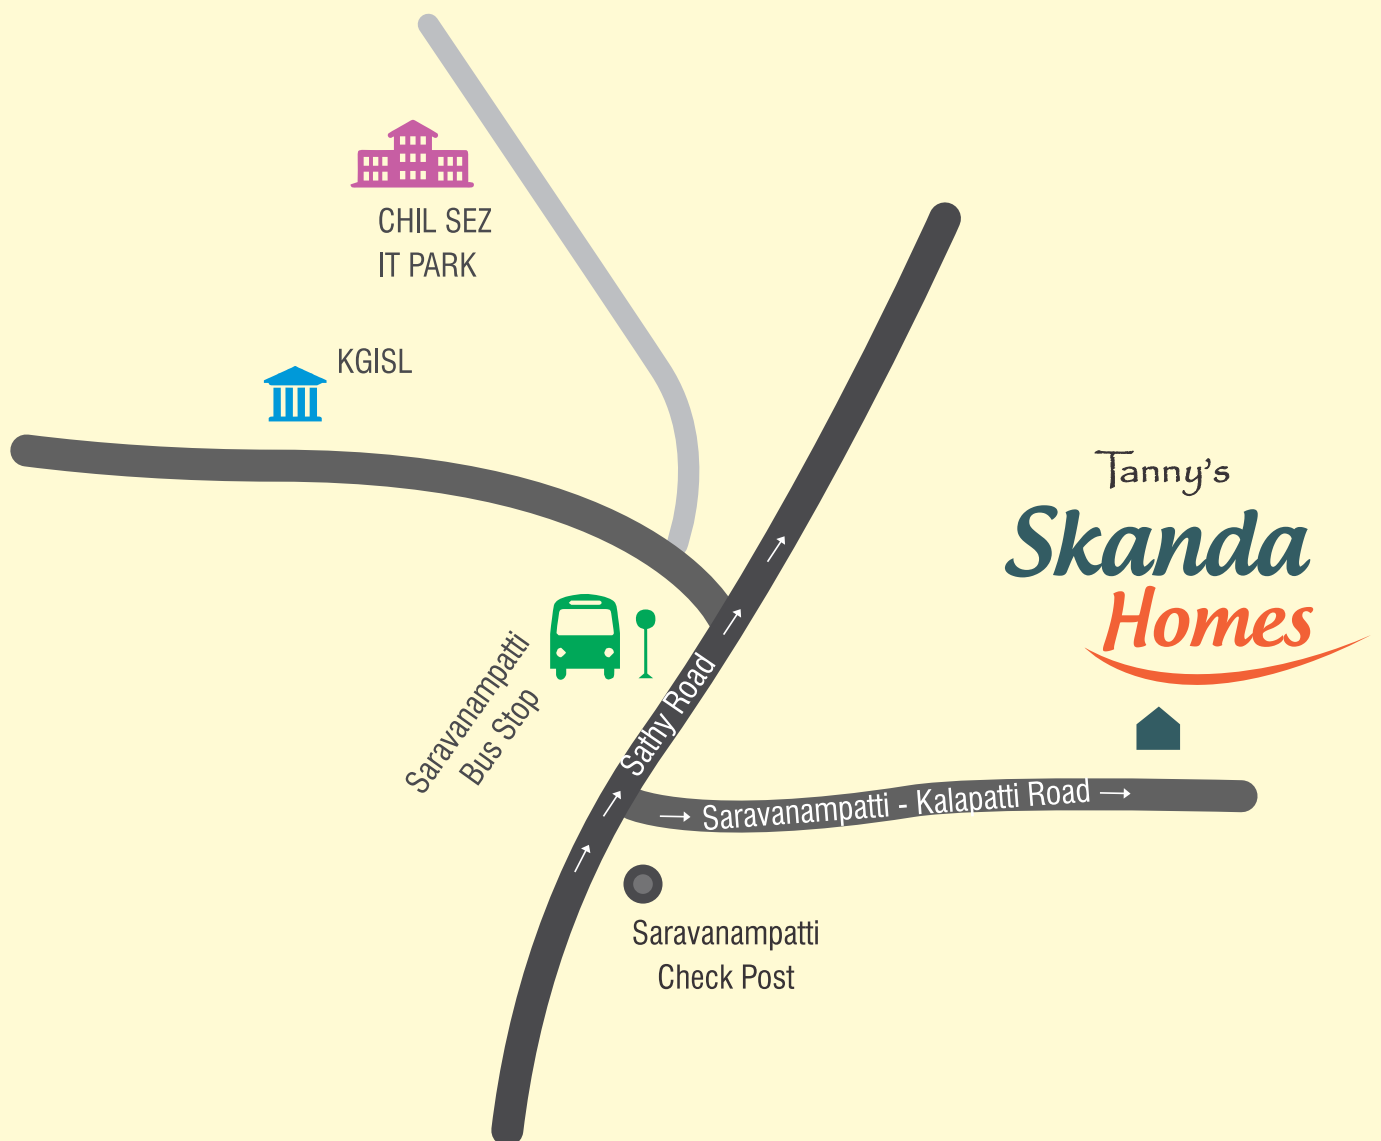 CHIL SEZ
IT PARK
KGISL
Tanny's
Skanda
Homes
Saravanampatti
Bus Stop
Sathy Road
Saravanampatti - Kalapatti Road
Saravanampatti
Check Post